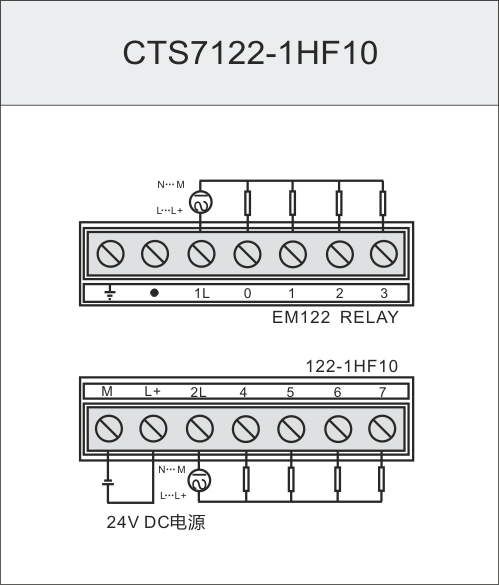 CTS7122-1HF10
N···M
L···L+
1L 0 1 2 3
EM122 RELAY
122-1HF10
M L+ 2L 4 5 6 7
N···M
L···L+
24V DC电源